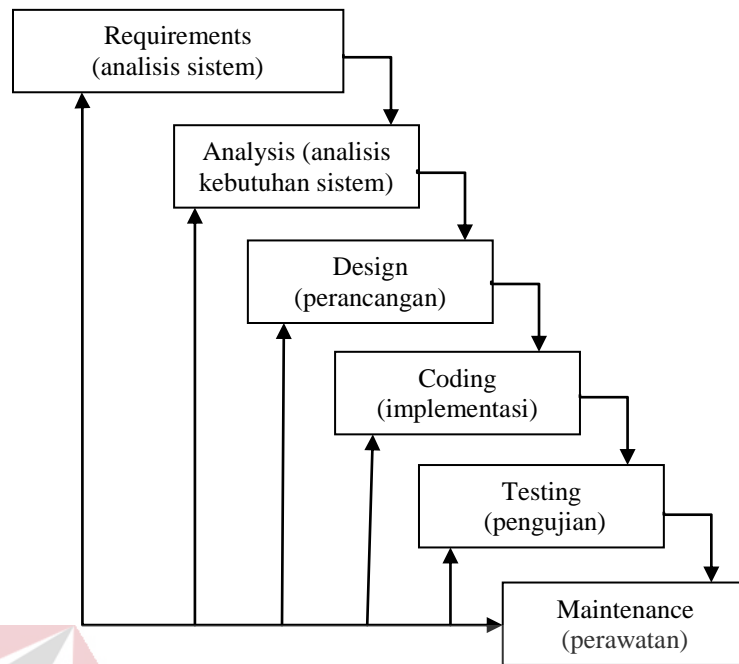 Requirements
(analisis sistem)
Analysis (analisis
kebutuhan sistem)
Design
(perancangan)
Coding
(implementasi)
Testing
(pengujian)
Maintenance
(perawatan)